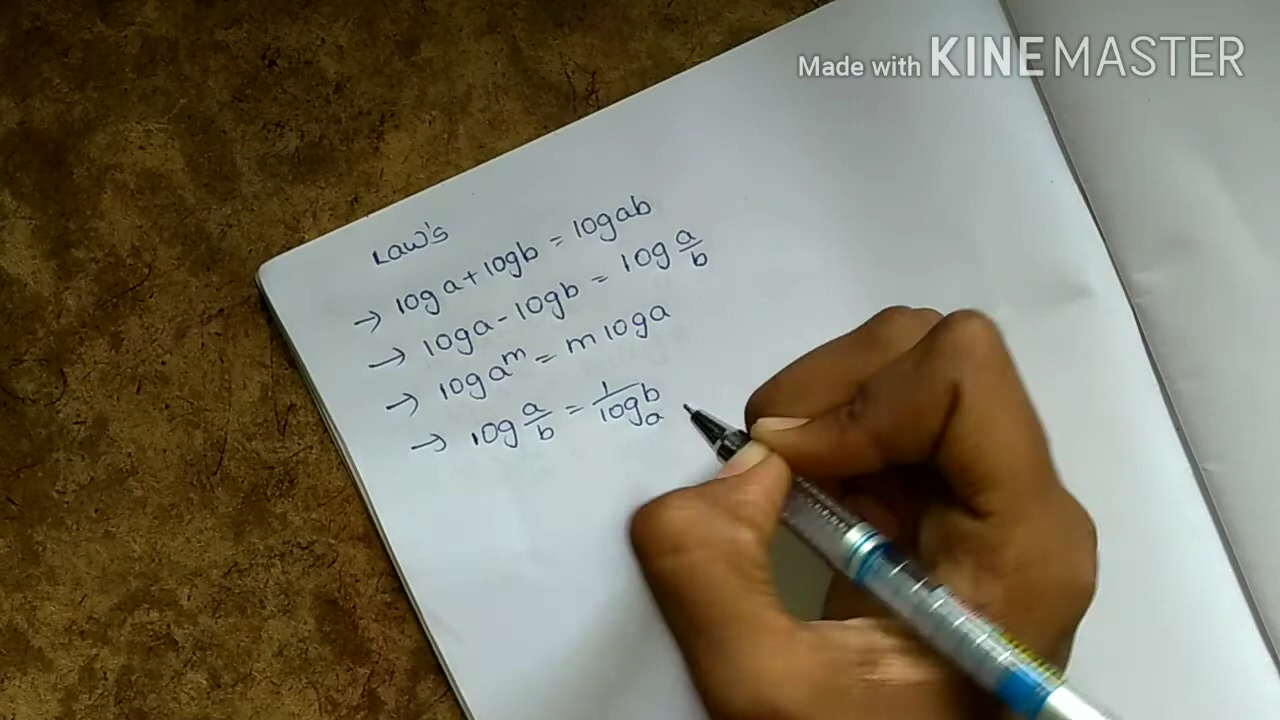 Made with KINEMASTER
Law's
→ log a + log b = log ab
→ log a - log b = log a/b
→ log a^m = m log a
→ log a/b = 1/log b a